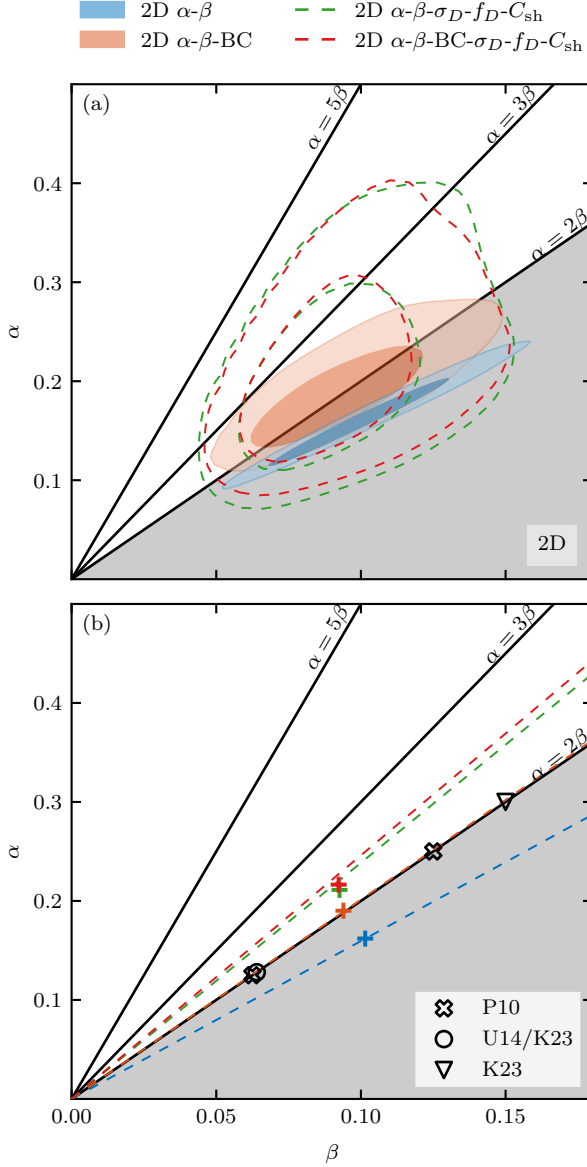 2D α-β
2D α-β-σ_D-f_D-C_sh
2D α-β-BC
2D α-β-BC-σ_D-f_D-C_sh
(a)
α = 5β
α = 3β
α = 2β
0.4
0.3
0.2
0.1
α
2D
(b)
α = 5β
α = 3β
α = 2β
0.4
0.3
0.2
0.1
α
P10
U14/K23
K23
0.00
0.05
0.10
0.15
β